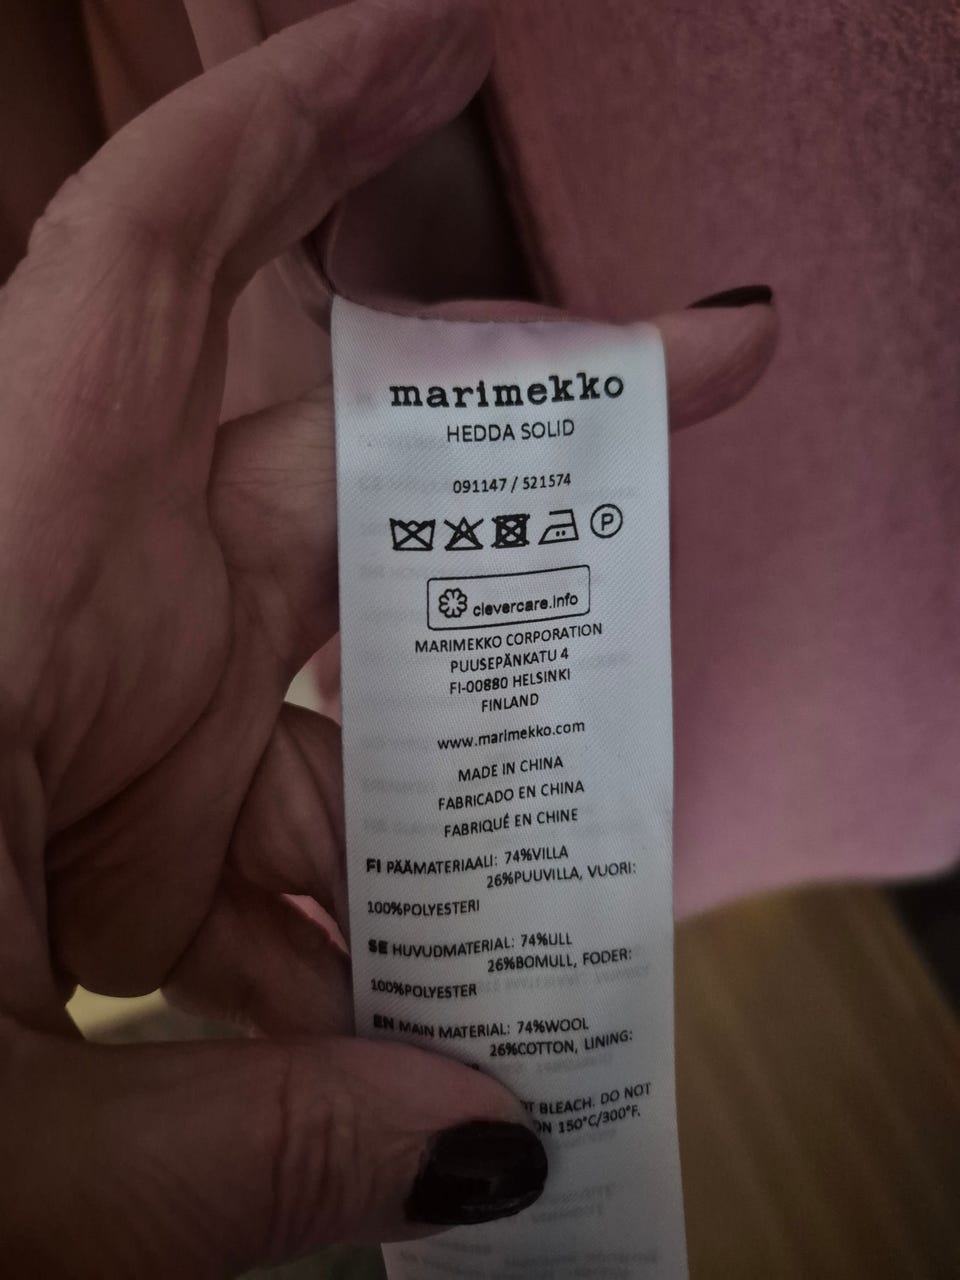 marimekko
HEDDA SOLID
091147 / 521574
P
clevercare.info
MARIMEKKO CORPORATION
PUUSEPÄNKATU 4
FI-00880 HELSINKI
FINLAND
www.marimekko.com
MADE IN CHINA
FABRICADO EN CHINA
FABRIQUÉ EN CHINE
FI PÄÄMATERIAALI: 74%VILLA
26%PUUVILLA, VUORI:
100%POLYESTERI
SE HUVUDMATERIAL: 74%ULL
26%BOMULL, FODER:
100%POLYESTER
EN MAIN MATERIAL: 74%WOOL
26%COTTON, LINING:
BLEACH. DO NOT
150°C/300°F.